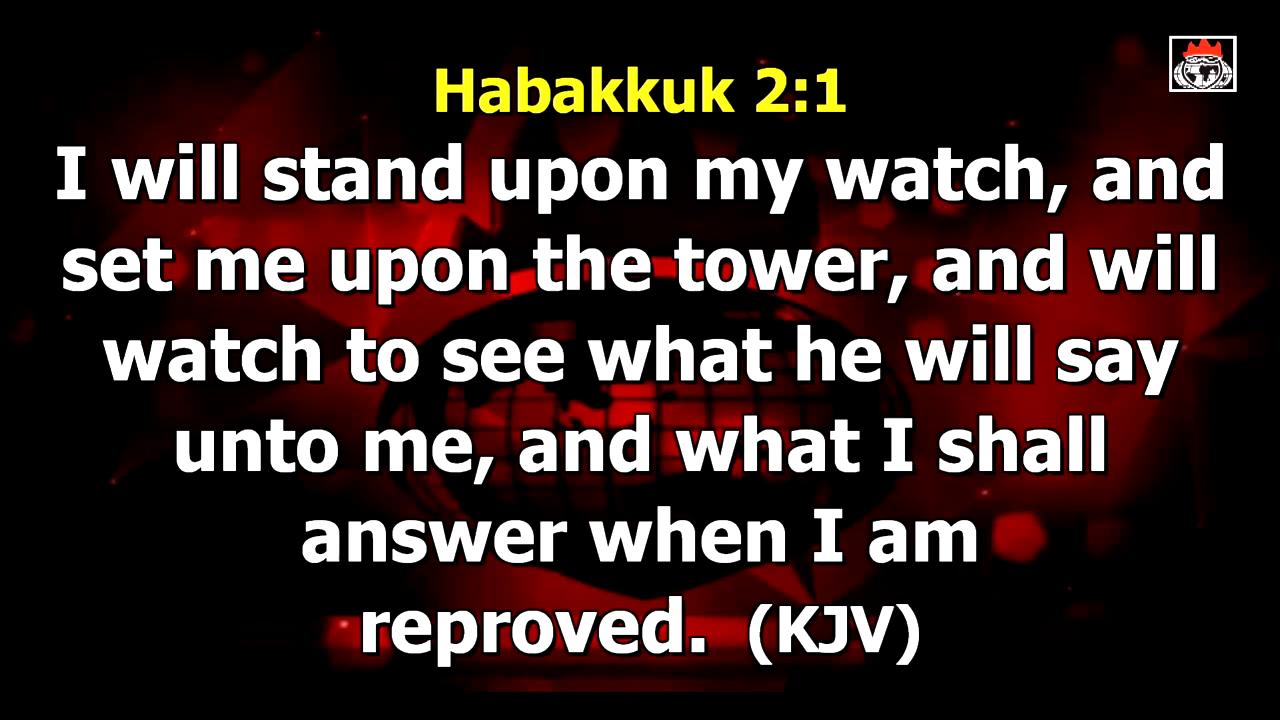 Habakkuk 2:1
I will stand upon my watch, and
set me upon the tower, and will
watch to see what he will say
unto me, and what I shall
answer when I am
reproved. (KJV)